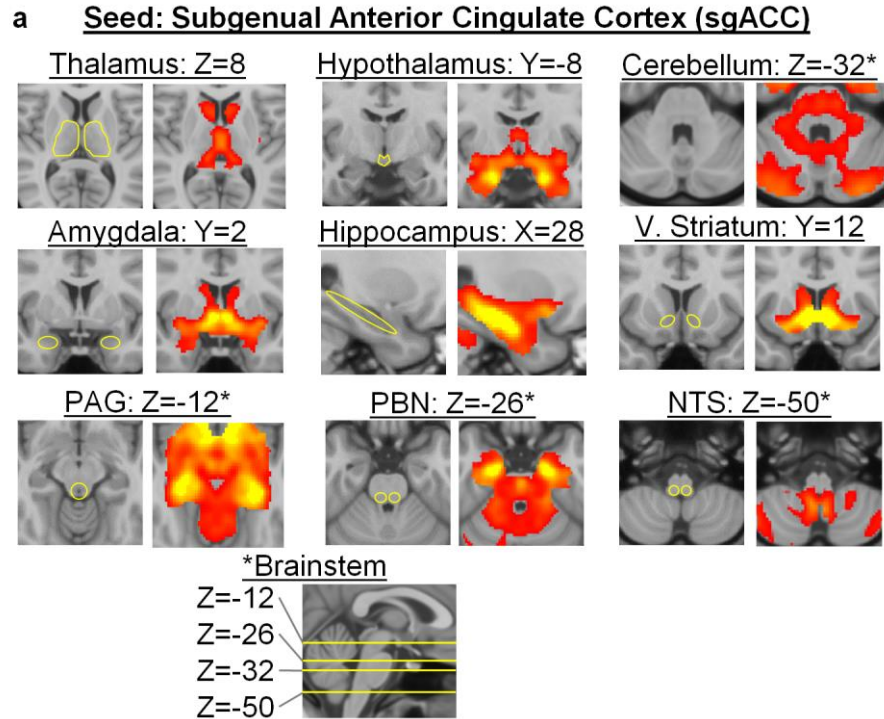 a Seed: Subgenual Anterior Cingulate Cortex (sgACC)
Thalamus: Z=8
Hypothalamus: Y=-8
Cerebellum: Z=-32*
Amygdala: Y=2
Hippocampus: X=28
V. Striatum: Y=12
PAG: Z=-12*
PBN: Z=-26*
NTS: Z=-50*
*Brainstem
Z=-12
Z=-26
Z=-32
Z=-50